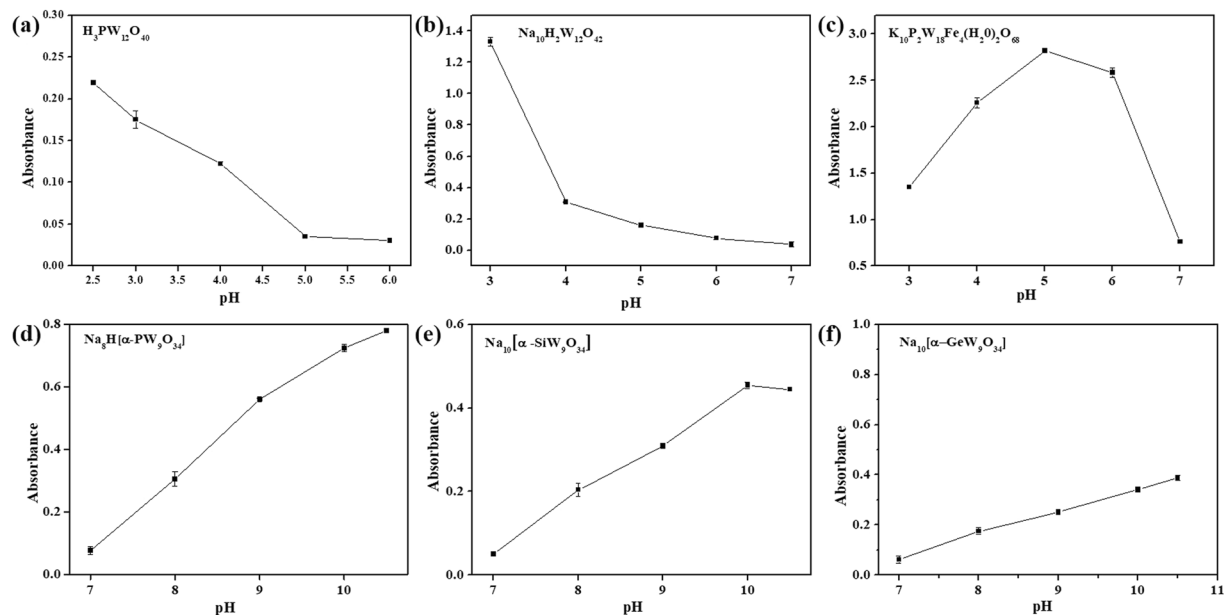 (a)
H₃PW₁₂O₄₀
0.30
0.25
0.20
0.15
0.10
0.05
0.00
Absorbance
2.5 3.0 3.5 4.0 4.5 5.0 5.5 6.0
pH
(b)
Na₁₀H₂W₁₂O₄₂
1.4
1.2
1.0
0.8
0.6
0.4
0.2
0.0
Absorbance
3 4 5 6 7
pH
(c)
K₁₀P₂W₁₈Fe₄(H₂0)₂O₆₈
3.0
2.5
2.0
1.5
1.0
0.5
Absorbance
3 4 5 6 7
pH
(d)
Na₈H[α-PW₉O₃₄]
0.8
0.6
0.4
0.2
0.0
Absorbance
7 8 9 10
pH
(e)
Na₁₀[α -SiW₉O₃₄]
0.6
0.4
0.2
0.0
Absorbance
7 8 9 10
pH
(f)
Na₁₀[α–GeW₉O₃₄]
1.0
0.8
0.6
0.4
0.2
0.0
Absorbance
7 8 9 10 11
pH